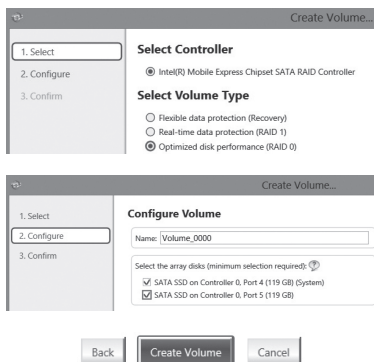 Create Volume...
1. Select
2. Configure
3. Confirm
Select Controller
Intel(R) Mobile Express Chipset SATA RAID Controller
Select Volume Type
Flexible data protection (Recovery)
Real-time data protection (RAID 1)
Optimized disk performance (RAID 0)
Create Volume...
1. Select
2. Configure
3. Confirm
Configure Volume
Name: Volume_0000
Select the array disks (minimum selection required): ?
SATA SSD on Controller 0, Port 4 (119 GB) (System)
SATA SSD on Controller 0, Port 5 (119 GB)
Back
Create Volume
Cancel